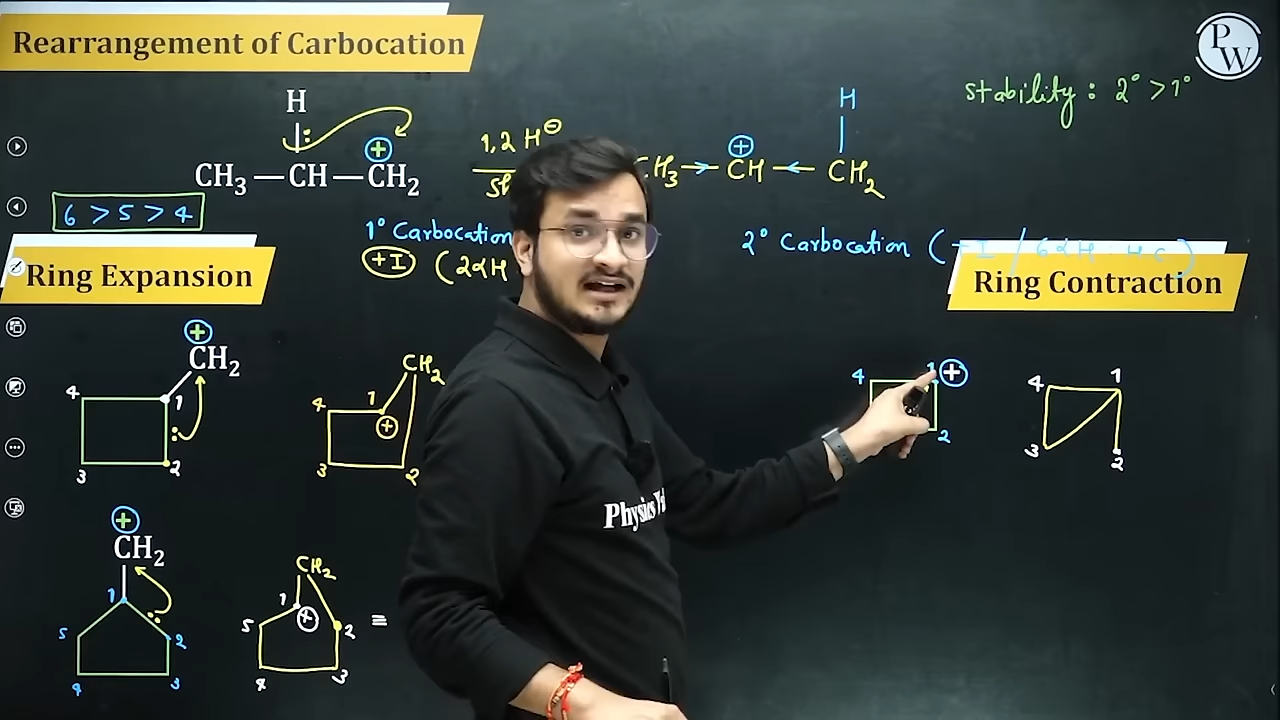 Rearrangement of Carbocation
PW
stability : 2° > 1°
H
CH₃ — CH — CH₂
⊕
1,2 H⊖
⊕
H
CH
CH₂
6 > 5 > 4
1° Carbocation
+I (2αH
2° Carbocation (
Ring Expansion
Ring Contraction
⊕
CH₂
4 1
3 2
CH₂
4 1
⊕
3 2
4 1 ⊕
2
4 1
3 2
Physics
⊕
CH₂
1
5 2
4 3
CH₂
1 ⊕
5 2 ≡
4 3